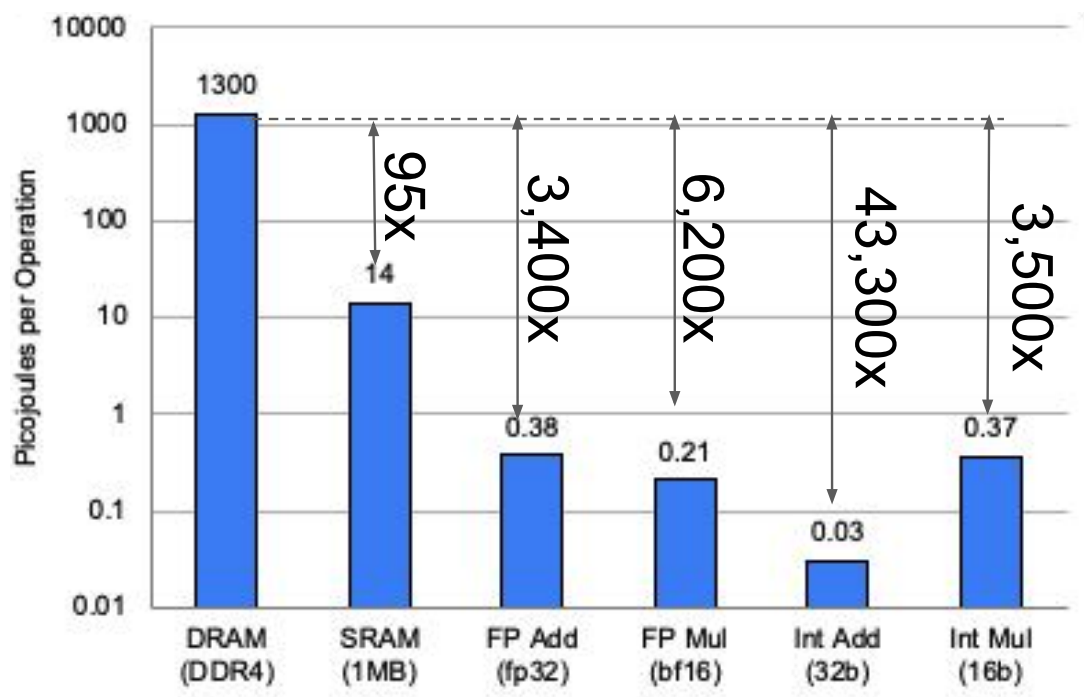 10000
1000
100
10
1
0.1
0.01
Picojoules per Operation
1300
14
0.38
0.21
0.03
0.37
95x
3,400x
6,200x
43,300x
3,500x
DRAM
(DDR4)
SRAM
(1MB)
FP Add
(fp32)
FP Mul
(bf16)
Int Add
(32b)
Int Mul
(16b)